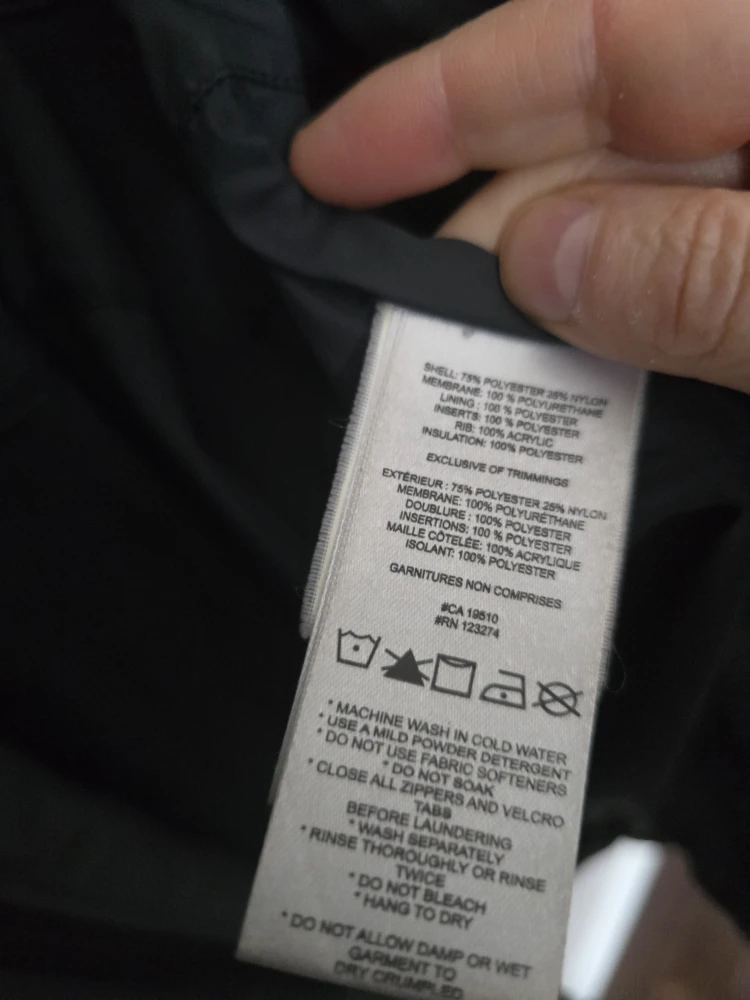 SHELL: 75% POLYESTER 25% NYLON
MEMBRANE: 100 % POLYURETHANE
LINING : 100 % POLYESTER
INSERTS: 100 % POLYESTER
RIB: 100% ACRYLIC
INSULATION: 100% POLYESTER
EXCLUSIVE OF TRIMMINGS
EXTÉRIEUR : 75% POLYESTER 25% NYLON
MEMBRANE: 100% POLYURÉTHANE
DOUBLURE : 100% POLYESTER
INSERTIONS: 100 % POLYESTER
MAILLE CÔTELÉE: 100% ACRYLIQUE
ISOLANT: 100% POLYESTER
GARNITURES NON COMPRISES
#CA 19510
#RN 123274
* MACHINE WASH IN COLD WATER
* USE A MILD POWDER DETERGENT
* DO NOT USE FABRIC SOFTENERS
* DO NOT SOAK
* CLOSE ALL ZIPPERS AND VELCRO
TABS
BEFORE LAUNDERING
* WASH SEPARATELY
* RINSE THOROUGHLY OR RINSE
TWICE
* DO NOT BLEACH
* HANG TO DRY
* DO NOT ALLOW DAMP OR WET
GARMENT TO
DRY CRUMPLED